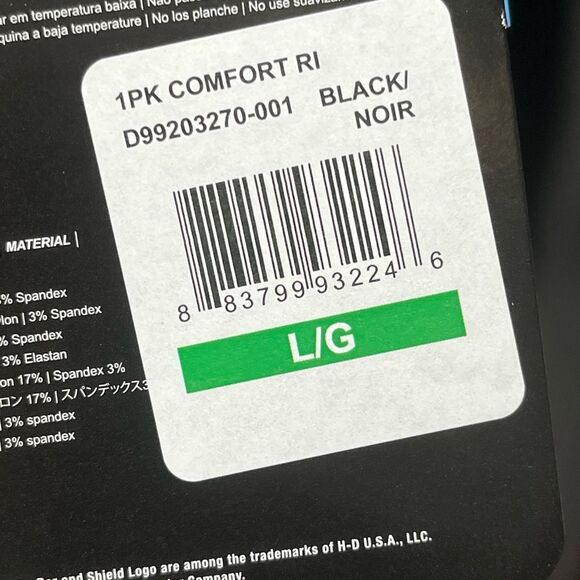 ar em temperatura baixa | Não
quina a baja temperature | No los planche | No use
1PK COMFORT RI
D99203270-001 BLACK/
NOIR
8 83799 93224 6
L/G
MATERIAL |
% Spandex
lon | 3% Spandex
% Spandex
3% Elastan
on 17% | Spandex 3%
ロン 17% | スパンデックス3
| 3% spandex
| 3% spandex
and Shield Logo are among the trademarks of H-D U.S.A., LLC.
Company.